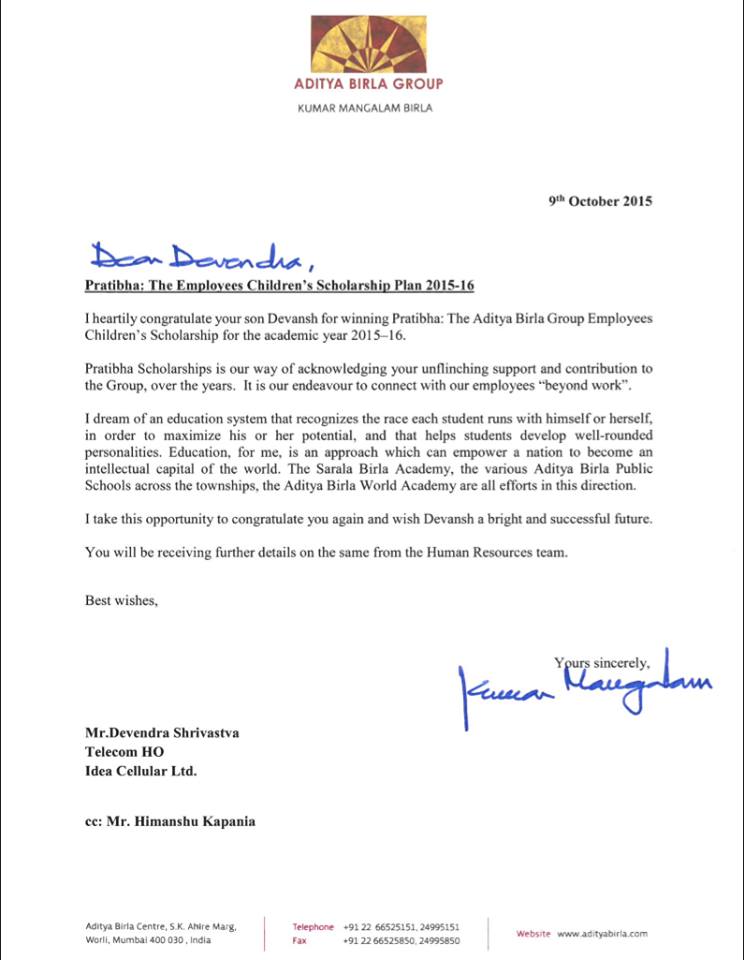 ADITYA BIRLA GROUP
KUMAR MANGALAM BIRLA
9th October 2015
Dear Devendra,
Pratibha: The Employees Children's Scholarship Plan 2015-16
I heartily congratulate your son Devansh for winning Pratibha: The Aditya Birla Group Employees
Children's Scholarship for the academic year 2015–16.
Pratibha Scholarships is our way of acknowledging your unflinching support and contribution to
the Group, over the years. It is our endeavour to connect with our employees “beyond work”.
I dream of an education system that recognizes the race each student runs with himself or herself,
in order to maximize his or her potential, and that helps students develop well-rounded
personalities. Education, for me, is an approach which can empower a nation to become an
intellectual capital of the world. The Sarala Birla Academy, the various Aditya Birla Public
Schools across the townships, the Aditya Birla World Academy are all efforts in this direction.
I take this opportunity to congratulate you again and wish Devansh a bright and successful future.
You will be receiving further details on the same from the Human Resources team.
Best wishes,
Yours sincerely,
Kumar Mangalam
Mr.Devendra Shrivastva
Telecom HO
Idea Cellular Ltd.
cc: Mr. Himanshu Kapania
Aditya Birla Centre, S.K. Ahire Marg,
Worli, Mumbai 400 030 , India
Telephone +91 22 66525151, 24995151
Fax +91 22 66525850, 24995850
Website www.adityabirla.com